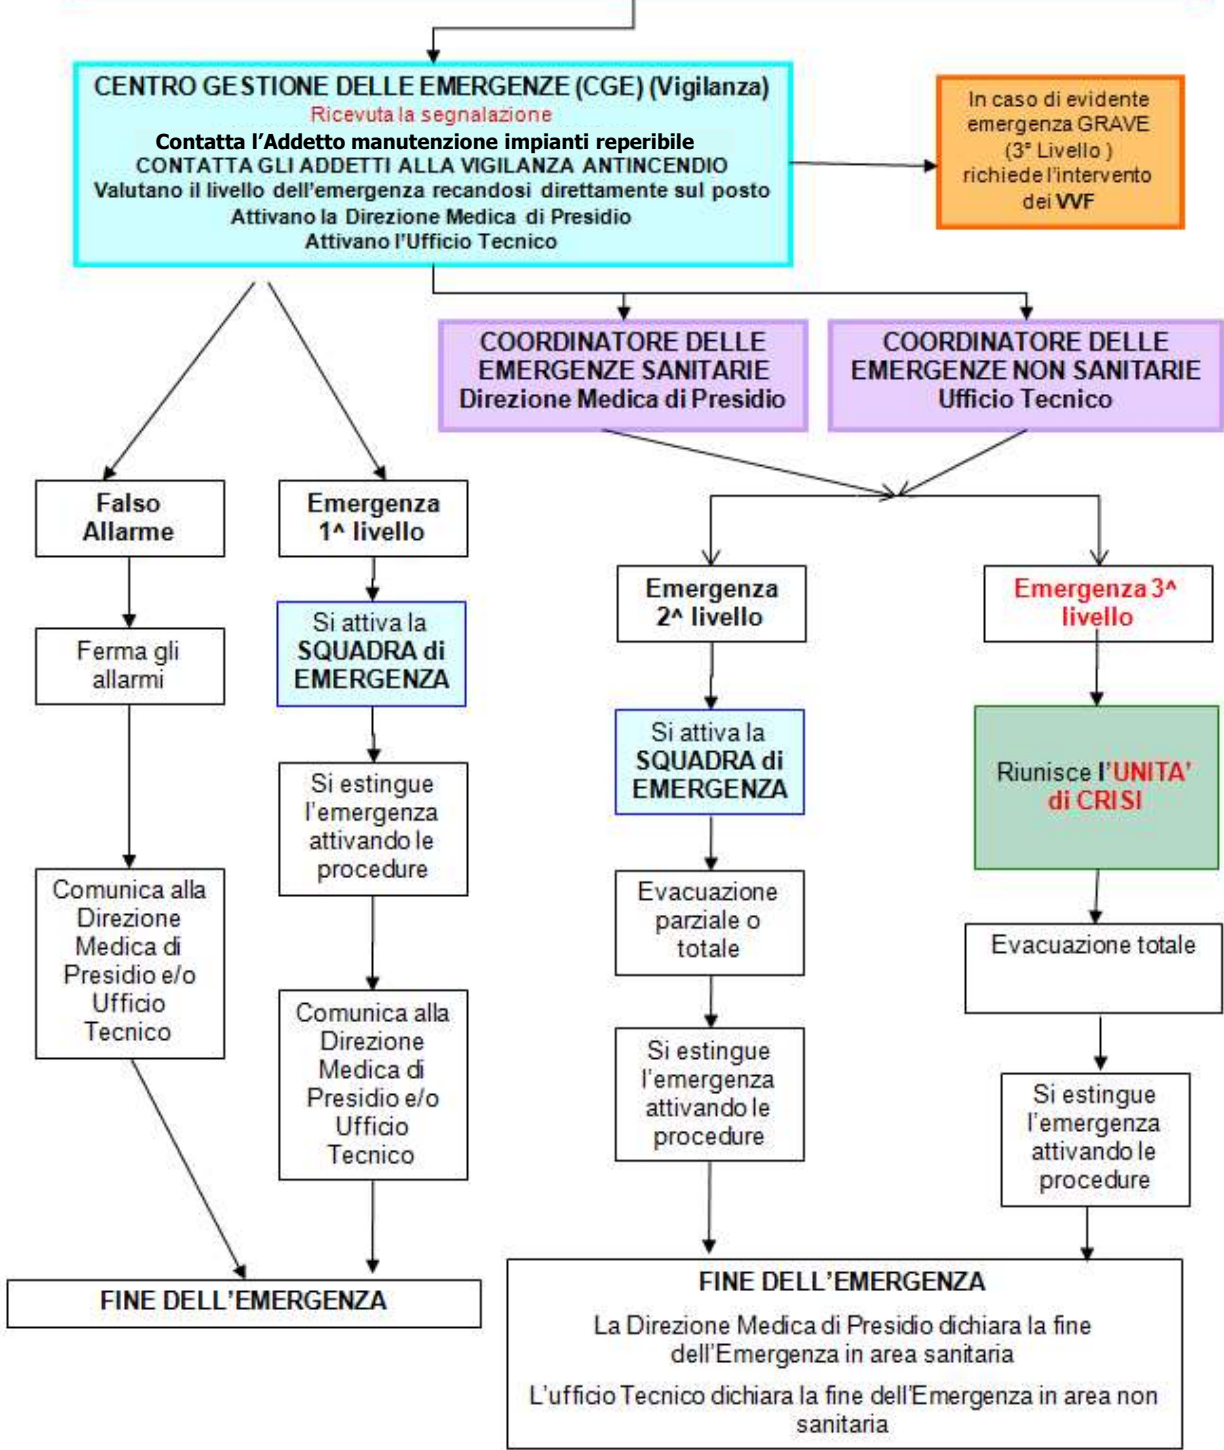 CENTRO GESTIONE DELLE EMERGENZE (CGE) (Vigilanza)
Ricevuta la segnalazione
Contatta l'Addetto manutenzione impianti reperibile
CONTATTA GLI ADDETTI ALLA VIGILANZA ANTINCENDIO
Valutano il livello dell'emergenza recandosi direttamente sul posto
Attivano la Direzione Medica di Presidio
Attivano l'Ufficio Tecnico
In caso di evidente
emergenza GRAVE
(3° Livello )
richiede l'intervento
dei VVF
COORDINATORE DELLE
EMERGENZE SANITARIE
Direzione Medica di Presidio
COORDINATORE DELLE
EMERGENZE NON SANITARIE
Ufficio Tecnico
Falso
Allarme
Ferma gli
allarmi
Comunica alla
Direzione
Medica di
Presidio e/o
Ufficio
Tecnico
Emergenza
1^ livello
Si attiva la
SQUADRA di
EMERGENZA
Si estingue
l'emergenza
attivando le
procedure
Comunica alla
Direzione
Medica di
Presidio e/o
Ufficio
Tecnico
FINE DELL'EMERGENZA
Emergenza
2^ livello
Si attiva la
SQUADRA di
EMERGENZA
Evacuazione
parziale o
totale
Si estingue
l'emergenza
attivando le
procedure
Emergenza 3^
livello
Riunisce l'UNITA'
di CRISI
Evacuazione totale
Si estingue
l'emergenza
attivando le
procedure
FINE DELL'EMERGENZA
La Direzione Medica di Presidio dichiara la fine
dell'Emergenza in area sanitaria
L'ufficio Tecnico dichiara la fine dell'Emergenza in area non
sanitaria